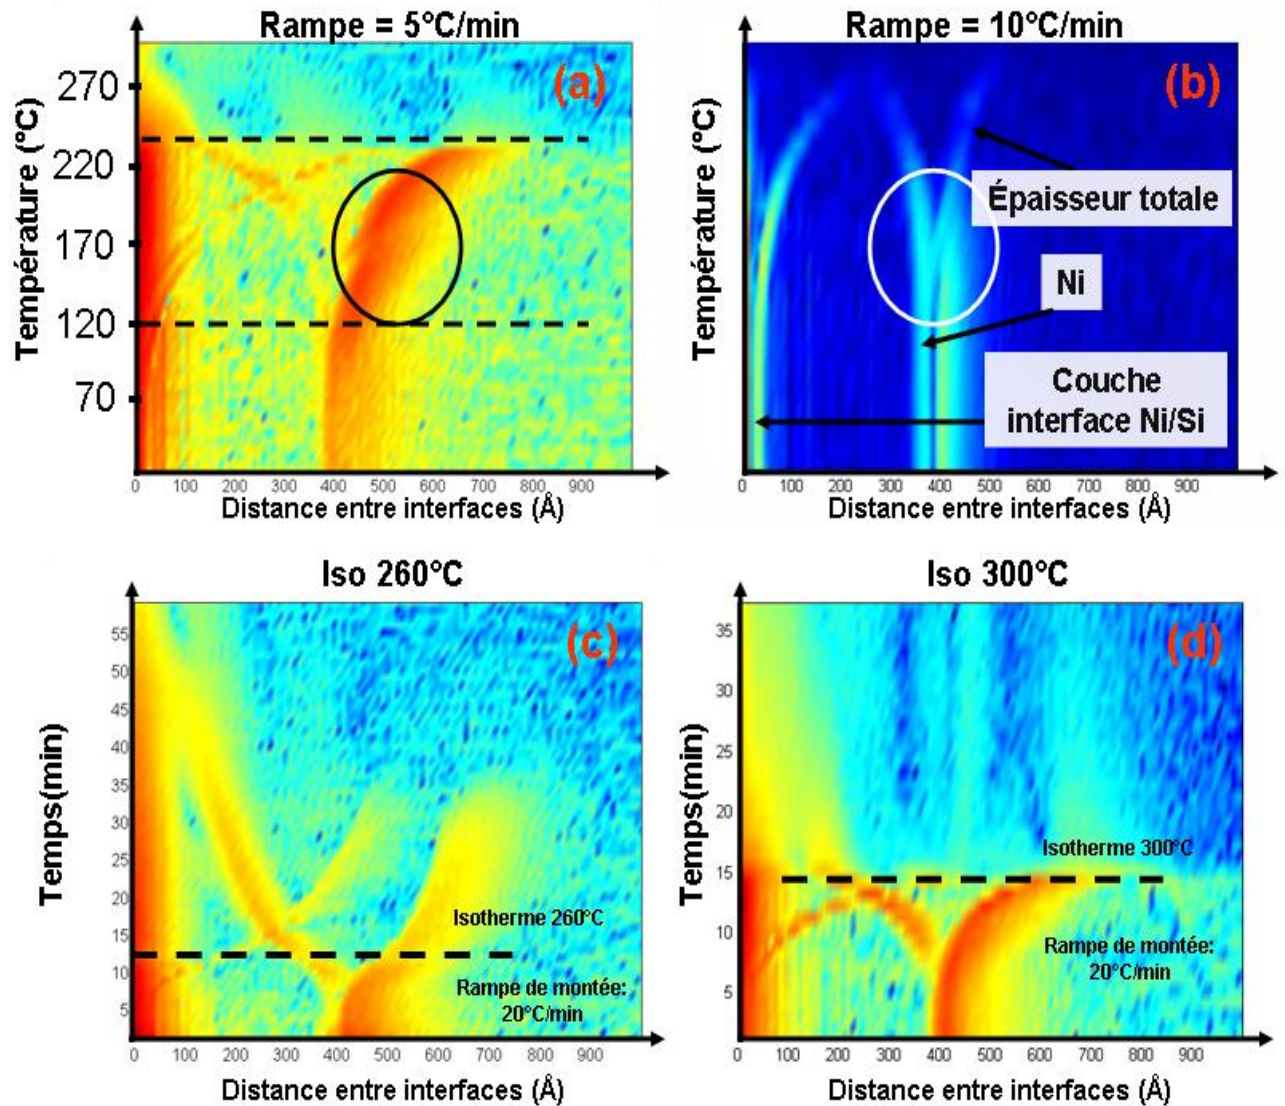 Rampe = 5°C/min
(a)
Température (°C)
270
220
170
120
70
0 100 200 300 400 500 600 700 800 900
Distance entre interfaces (Å)
Rampe = 10°C/min
(b)
Température (°C)
Épaisseur totale
Ni
Couche
interface Ni/Si
0 100 200 300 400 500 600 700 800 900
Distance entre interfaces (Å)
Iso 260°C
(c)
Temps(min)
55
50
45
40
35
30
25
20
15
10
5
Isotherme 260°C
Rampe de montée:
20°C/min
0 100 200 300 400 500 600 700 800 900
Distance entre interfaces (Å)
Iso 300°C
(d)
Temps(min)
35
30
25
20
15
10
5
Isotherme 300°C
Rampe de montée:
20°C/min
0 100 200 300 400 500 600 700 800 900
Distance entre interfaces (Å)